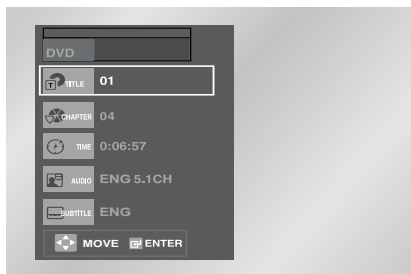 DVD
TITLE 01
CHAPTER 04
TIME 0:06:57
AUDIO ENG 5.1CH
SUBTITLE ENG
MOVE ENTER